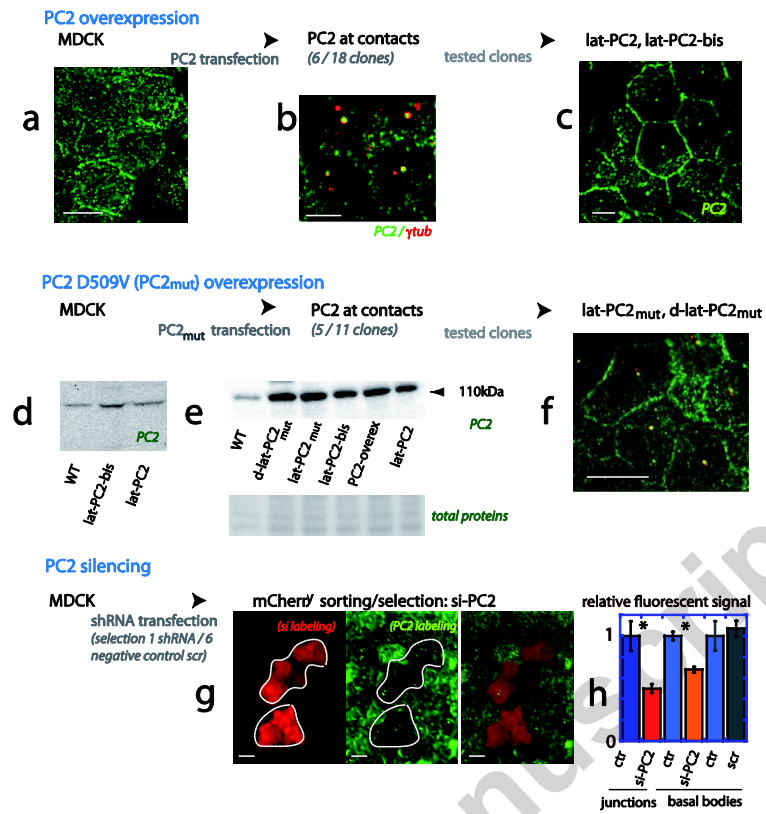 PC2 overexpression
MDCK
PC2 transfection
PC2 at contacts
(6 / 18 clones)
tested clones
lat-PC2, lat-PC2-bis
a
b
c
PC2
PC2 / γtub
PC2 D509V (PC2mut) overexpression
MDCK
PC2mut transfection
PC2 at contacts
(5 / 11 clones)
tested clones
lat-PC2mut, d-lat-PC2mut
d
PC2
WT
lat-PC2-bis
lat-PC2
e
110kDa
PC2
WT
d-lat-PC2mut
lat-PC2mut
lat-PC2-bis
PC2-overex
lat-PC2
total proteins
f
PC2 silencing
MDCK
shRNA transfection
(selection 1 shRNA / 6
negative control scr)
mCherry sorting/selection: si-PC2
(si labeling)
(PC2 labeling)
g
relative fluorescent signal
h
1
0
* *
ctr
si-PC2
ctr
si-PC2
ctr
scr
junctions
basal bodies
nuscrip